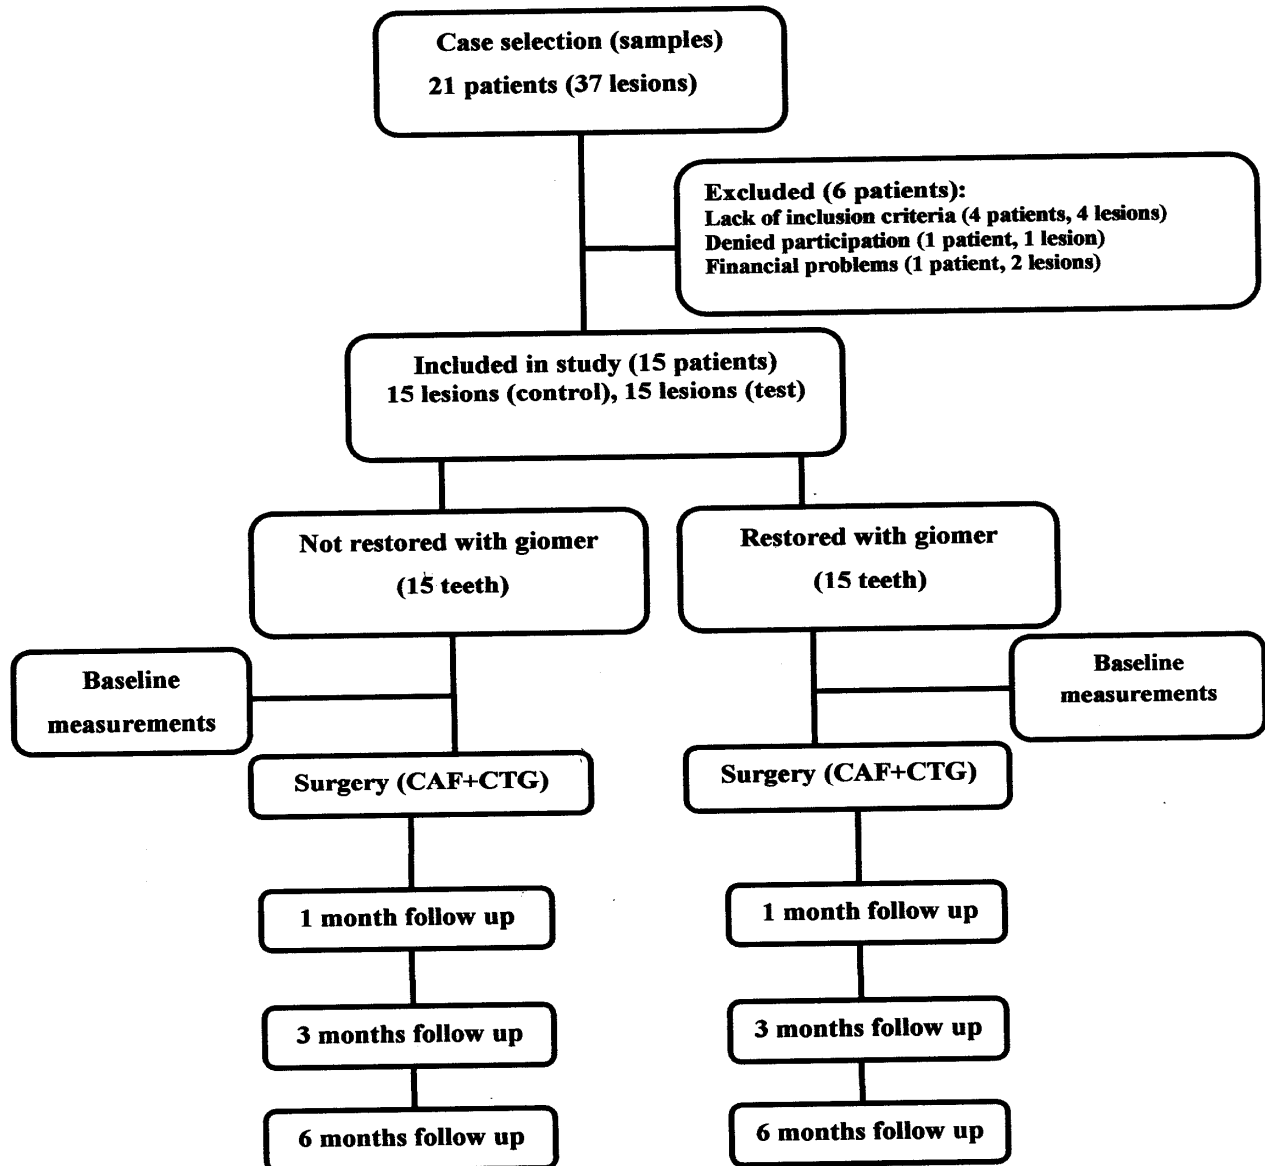 Case selection (samples)
21 patients (37 lesions)
Excluded (6 patients):
Lack of inclusion criteria (4 patients, 4 lesions)
Denied participation (1 patient, 1 lesion)
Financial problems (1 patient, 2 lesions)
Included in study (15 patients)
15 lesions (control), 15 lesions (test)
Not restored with giomer
(15 teeth)
Restored with giomer
(15 teeth)
Baseline
measurements
Baseline
measurements
Surgery (CAF+CTG)
Surgery (CAF+CTG)
1 month follow up
1 month follow up
3 months follow up
3 months follow up
6 months follow up
6 months follow up